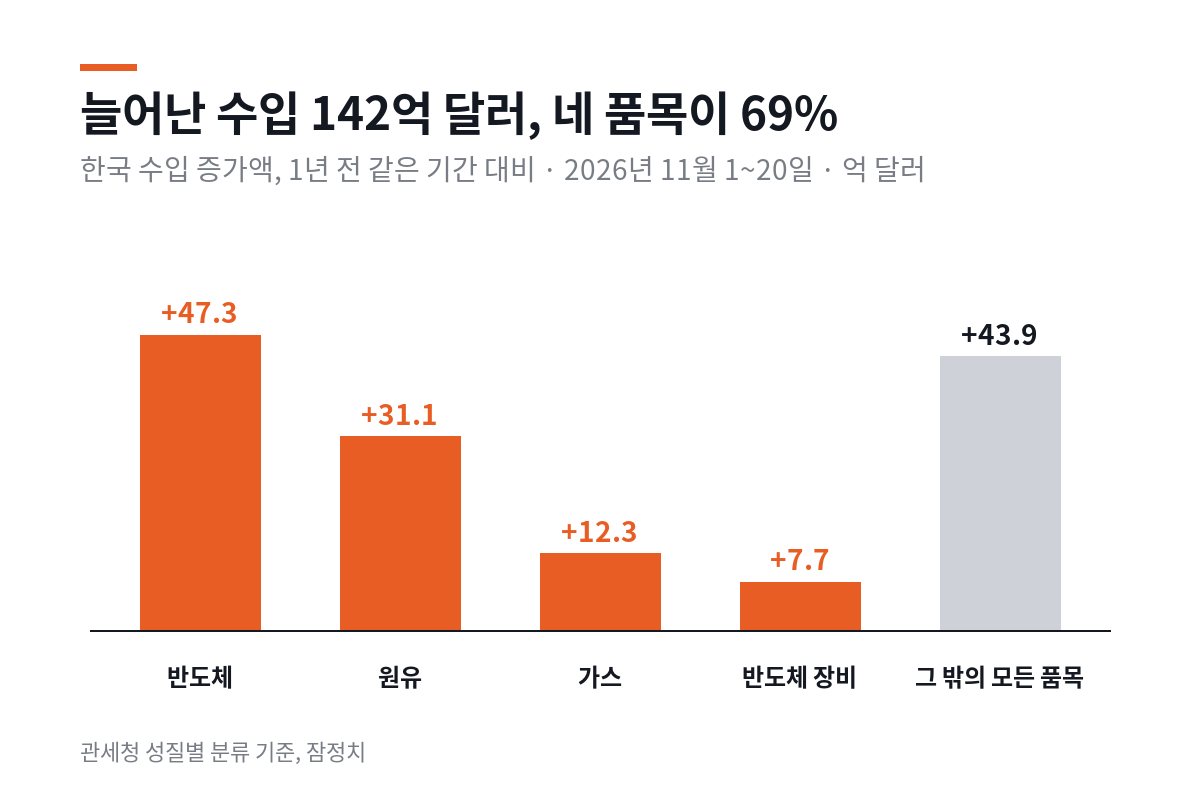 늘어난 수입 142억 달러, 네 품목이 69%
한국 수입 증가액, 1년 전 같은 기간 대비 · 2026년 11월 1~20일 · 억 달러
+47.3
+31.1
+12.3
+7.7
+43.9
반도체
원유
가스
반도체 장비
그 밖의 모든 품목
관세청 성질별 분류 기준, 잠정치